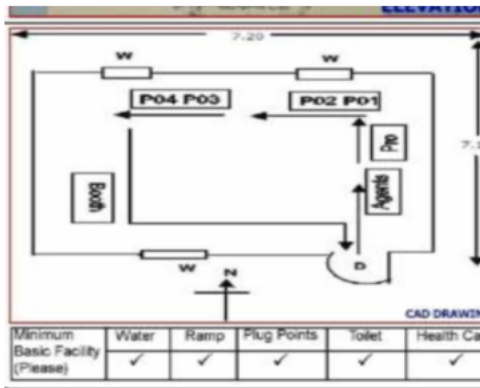 ELEVATION
7.20
W
W
P04 P03
P02 P01
Pro
Agents
Booth
W
N
D
CAD DRAWIN
Minimum Basic Facility (Please)
Water
Ramp
Plug Points
Toilet
Health Ca
✓ ✓ ✓ ✓ ✓